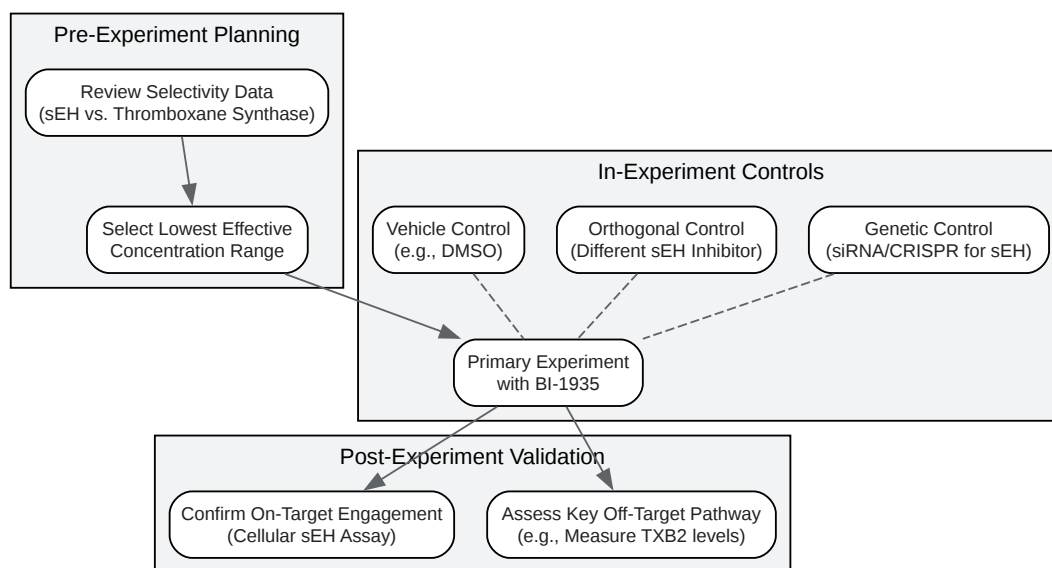 Pre-Experiment Planning
Review Selectivity Data
(sEH vs. Thromboxane Synthase)
Select Lowest Effective
Concentration Range
In-Experiment Controls
Vehicle Control
(e.g., DMSO)
Orthogonal Control
(Different sEH Inhibitor)
Genetic Control
(siRNA/CRISPR for sEH)
Primary Experiment
with BI-1935
Post-Experiment Validation
Confirm On-Target Engagement
(Cellular sEH Assay)
Assess Key Off-Target Pathway
(e.g., Measure TXB2 levels)